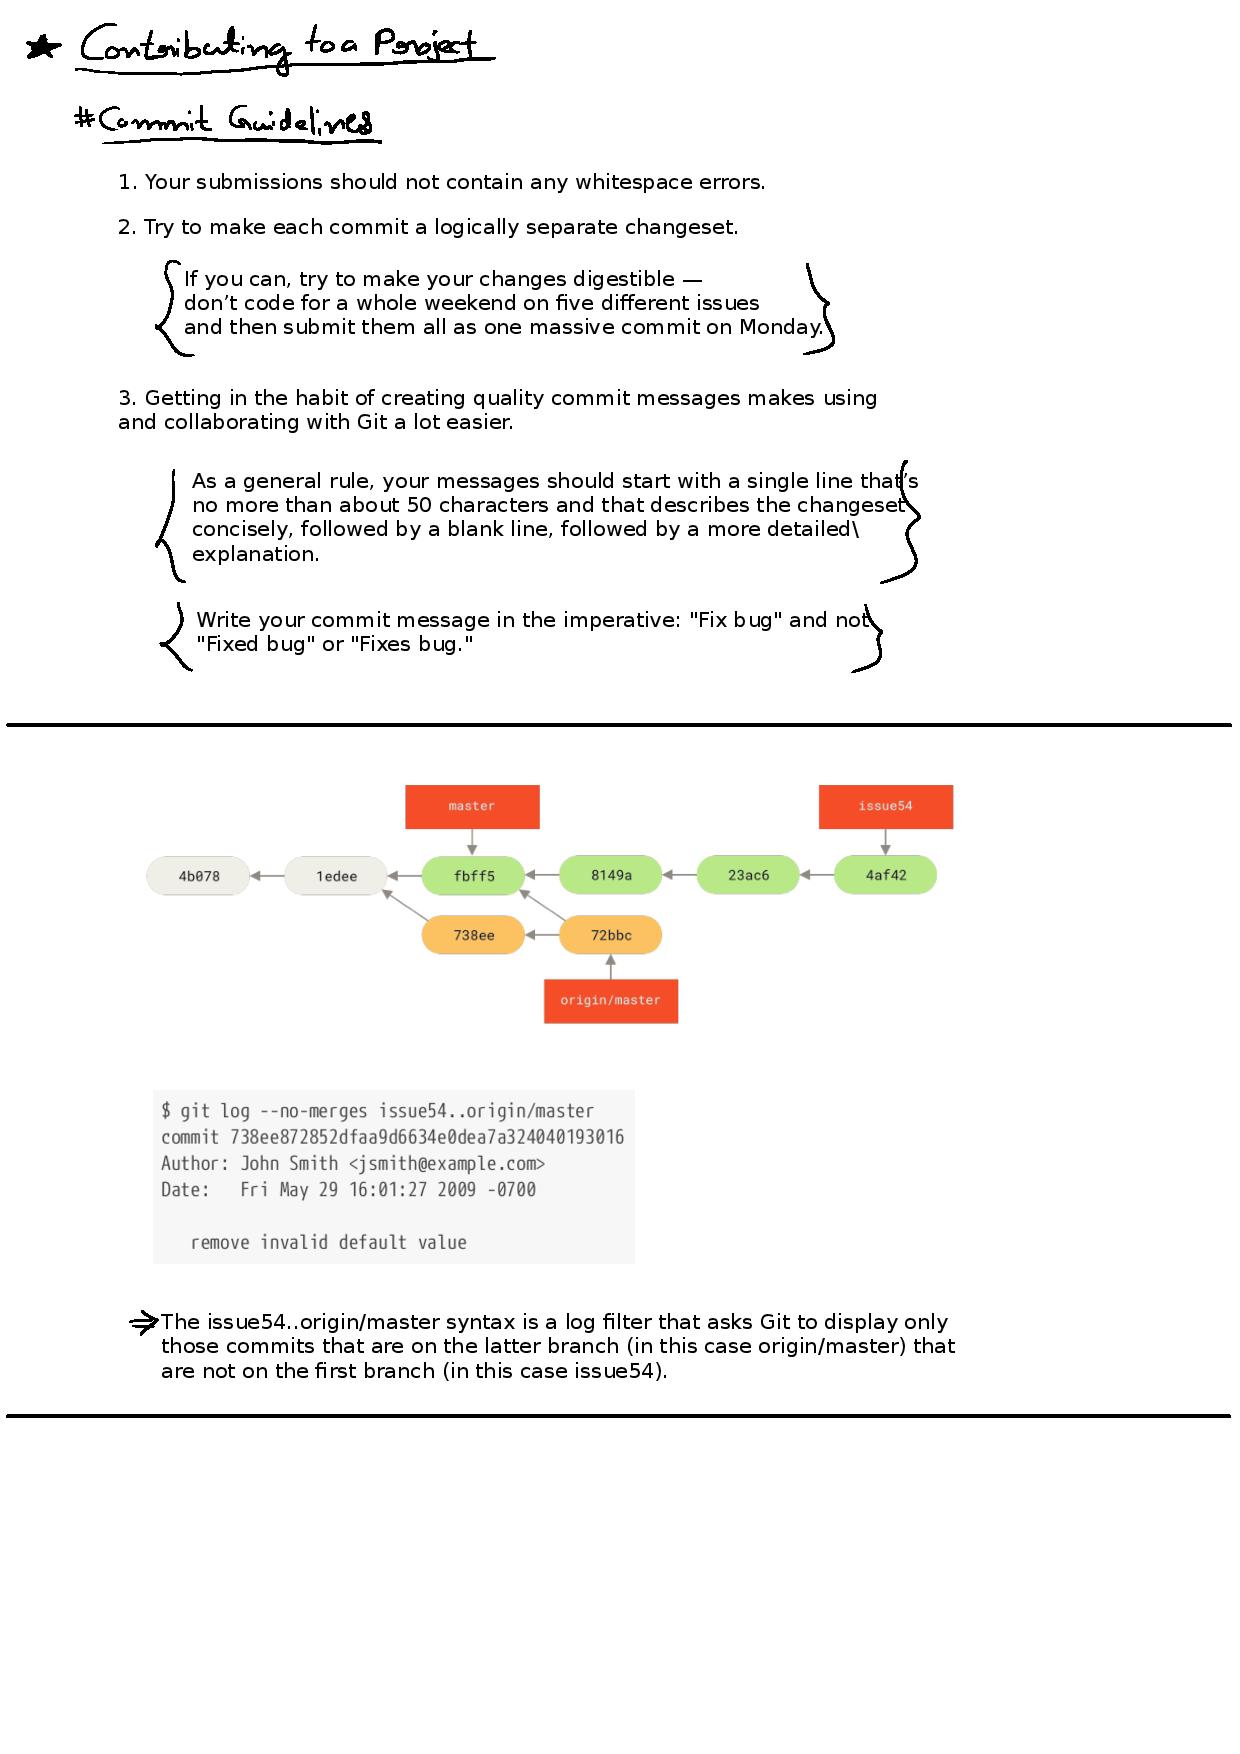 ★ Contributing to a Project
#Commit Guidelines
1. Your submissions should not contain any whitespace errors.
2. Try to make each commit a logically separate changeset.
If you can, try to make your changes digestible —
don’t code for a whole weekend on five different issues
and then submit them all as one massive commit on Monday.
3. Getting in the habit of creating quality commit messages makes using
and collaborating with Git a lot easier.
As a general rule, your messages should start with a single line that’s
no more than about 50 characters and that describes the changeset
concisely, followed by a blank line, followed by a more detailed\
explanation.
Write your commit message in the imperative: "Fix bug" and not
"Fixed bug" or "Fixes bug."
master issue54
4b078 1edee fbff5 8149a 23ac6 4af42
738ee 72bbc
origin/master
$ git log --no-merges issue54..origin/master
commit 738ee872852dfaa9d6634e0dea7a324040193016
Author: John Smith <jsmith@example.com>
Date:   Fri May 29 16:01:27 2009 -0700
remove invalid default value
⇒ The issue54..origin/master syntax is a log filter that asks Git to display only
those commits that are on the latter branch (in this case origin/master) that
are not on the first branch (in this case issue54).